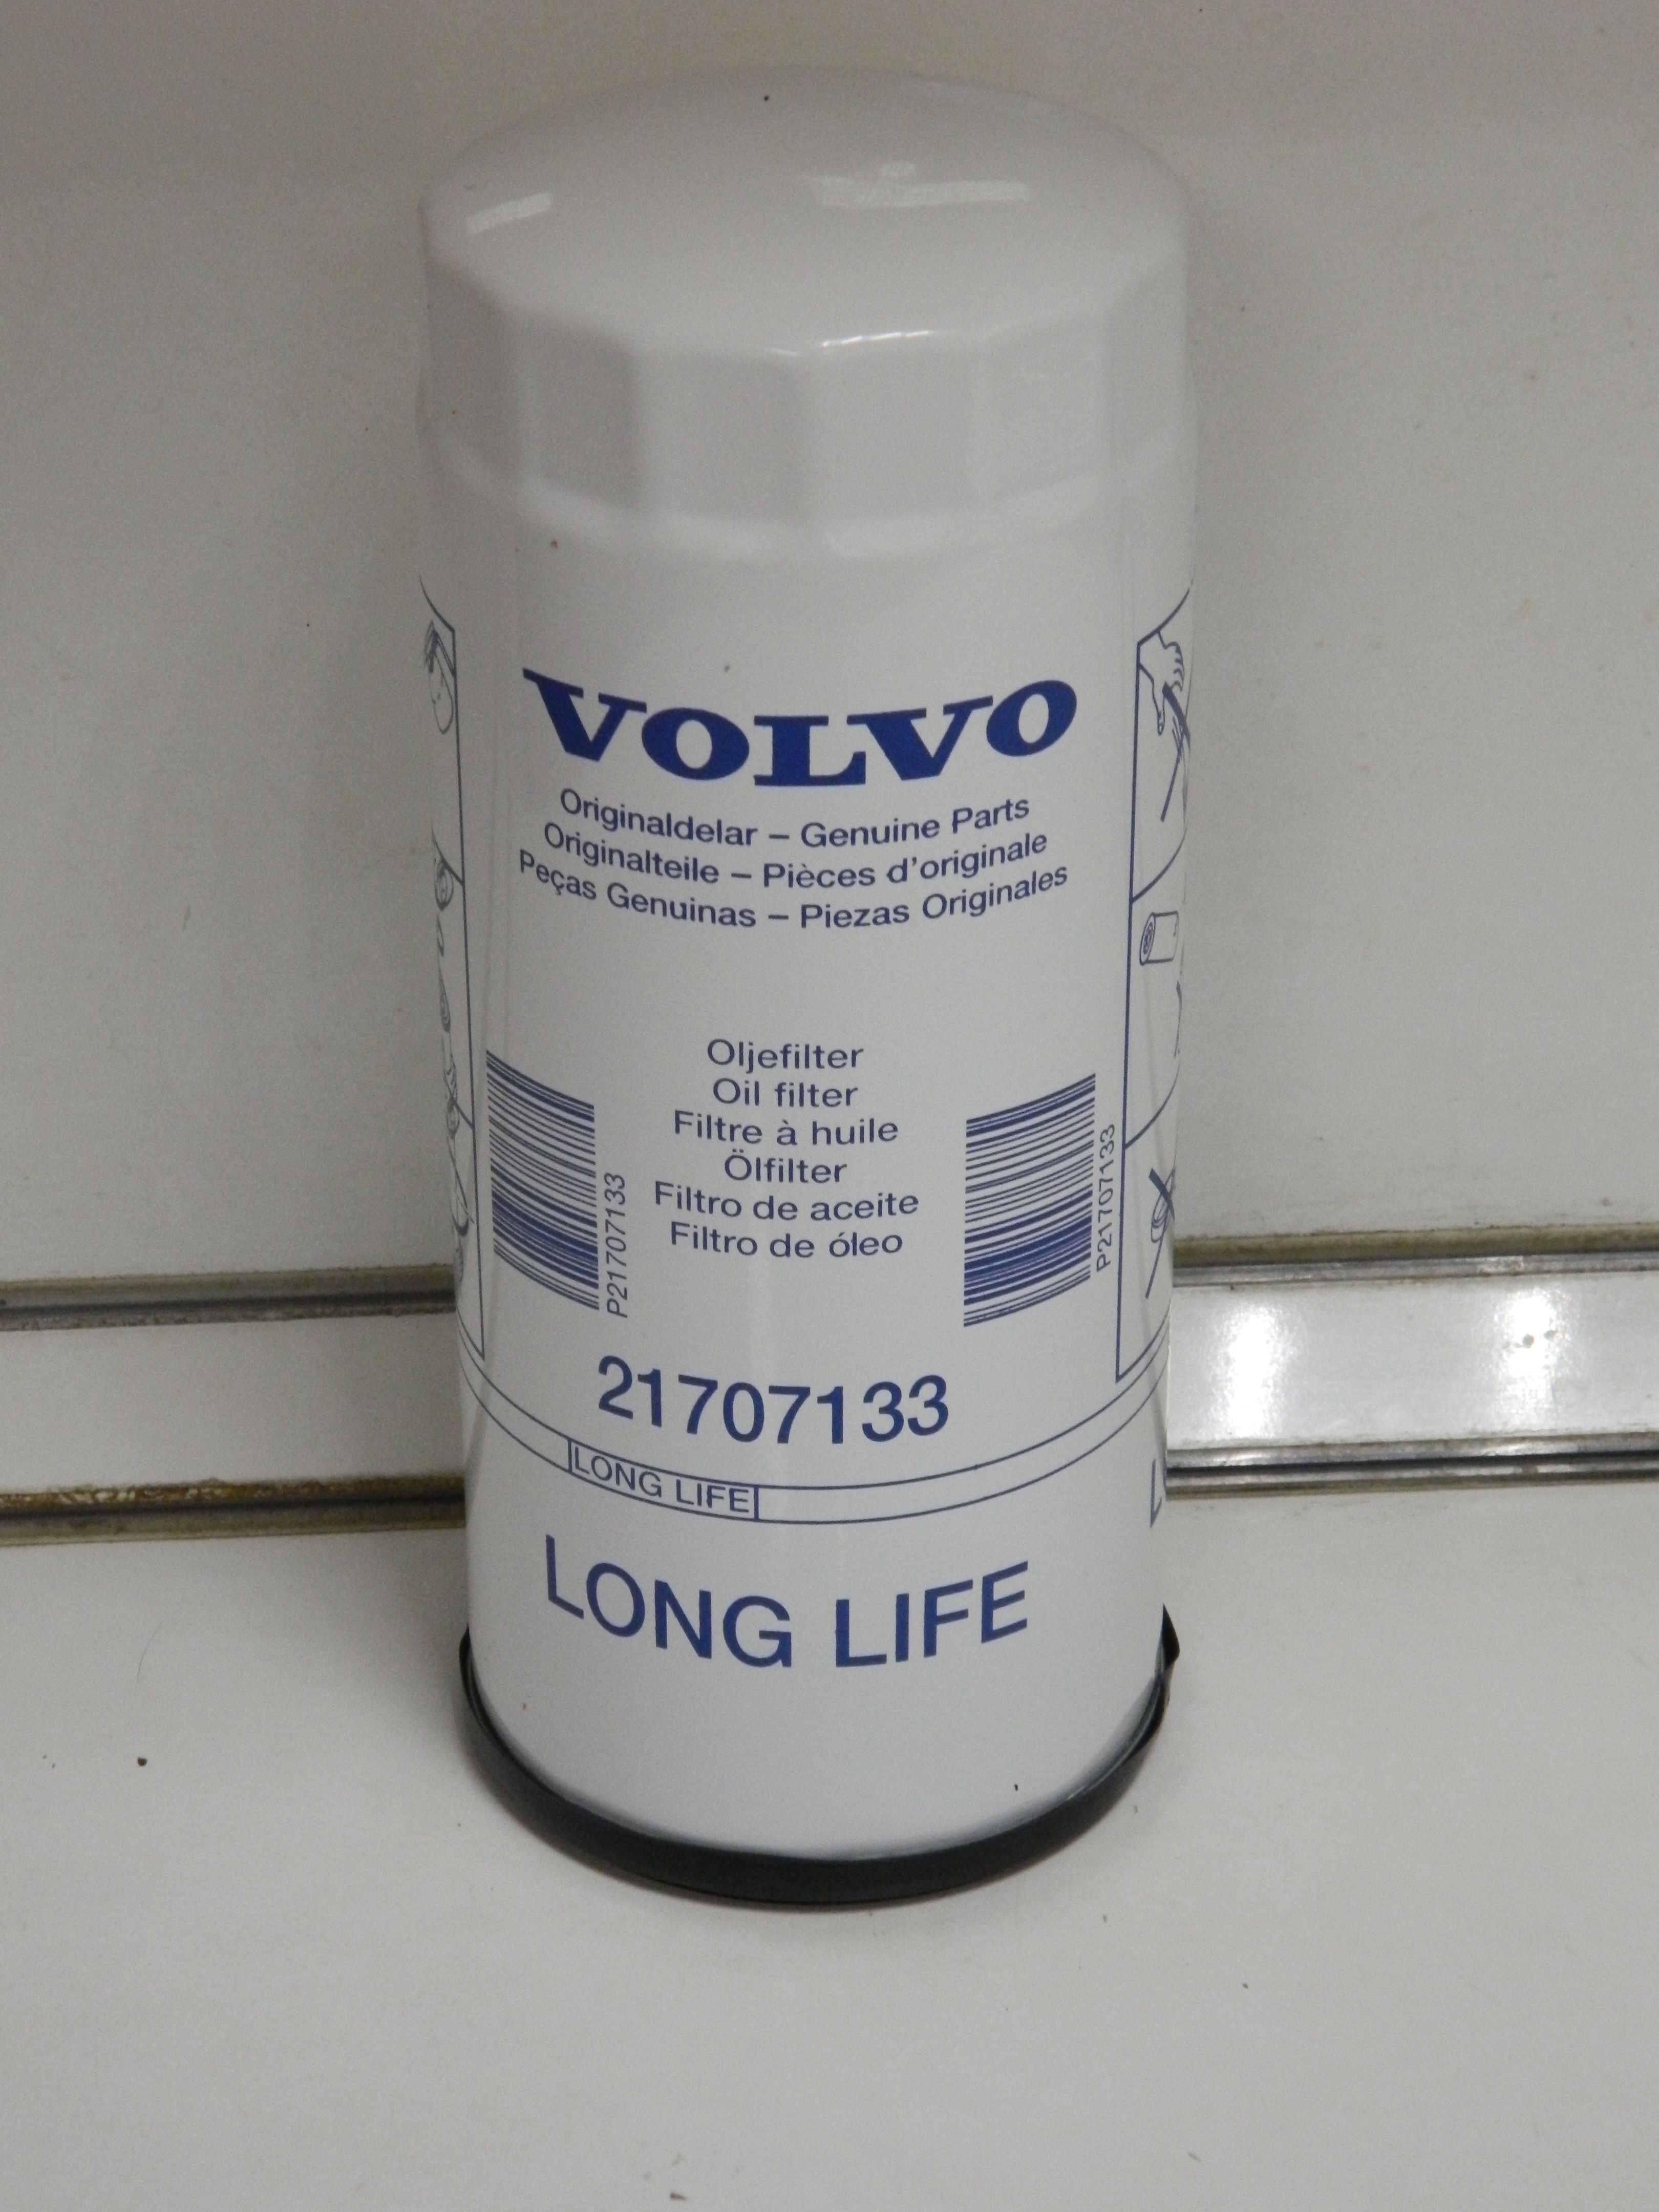 VOLVO
Originaldelar – Genuine Parts
Originalteile – Pièces d'originale
Peças Genuinas – Piezas Originales
Oljefilter
Oil filter
Filtre à huile
Ölfilter
Filtro de aceite
Filtro de óleo
P21707133
P21707133
21707133
LONG LIFE
LONG LIFE
L